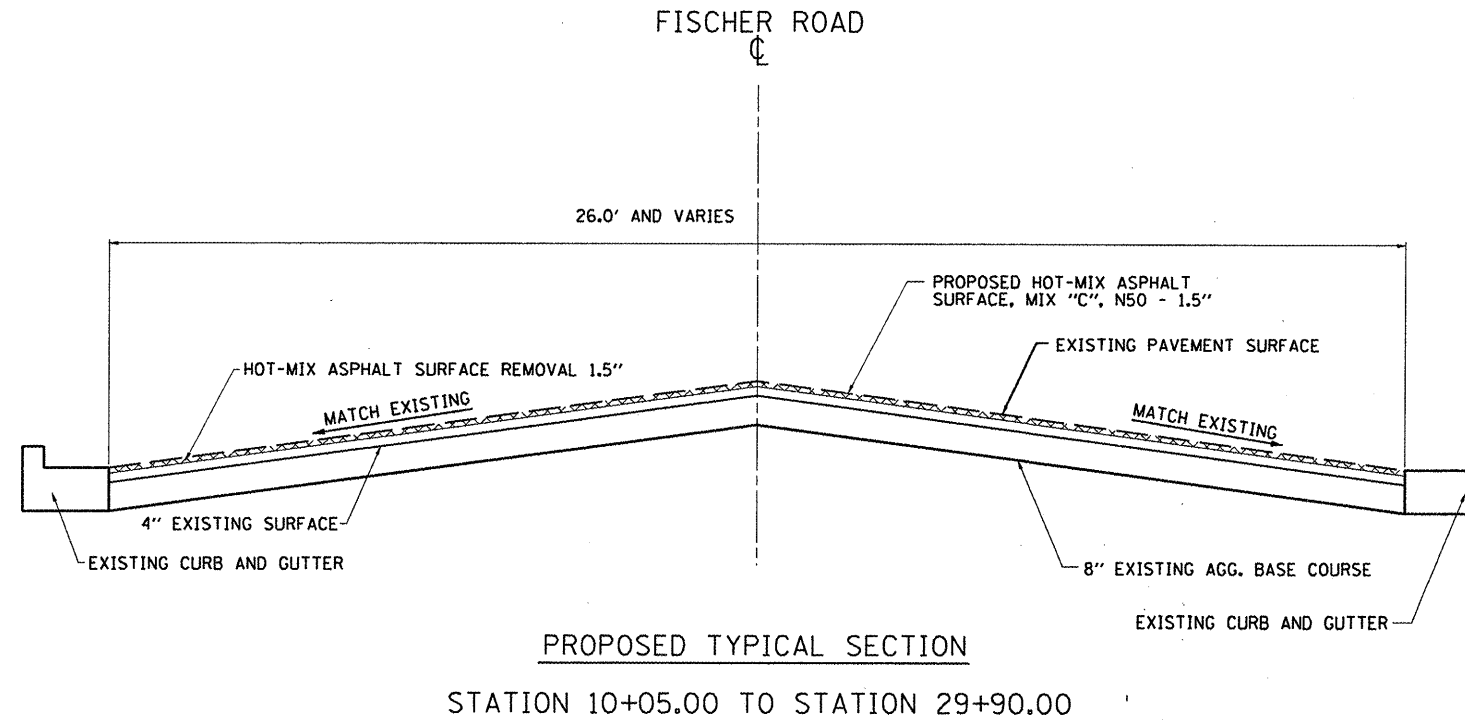 FISCHER ROAD
℄
26.0' AND VARIES
PROPOSED HOT-MIX ASPHALT
SURFACE, MIX "C", N50 - 1.5"
EXISTING PAVEMENT SURFACE
HOT-MIX ASPHALT SURFACE REMOVAL 1.5"
MATCH EXISTING
MATCH EXISTING
4" EXISTING SURFACE
EXISTING CURB AND GUTTER
8" EXISTING AGG. BASE COURSE
EXISTING CURB AND GUTTER
PROPOSED TYPICAL SECTION
STATION 10+05.00 TO STATION 29+90.00